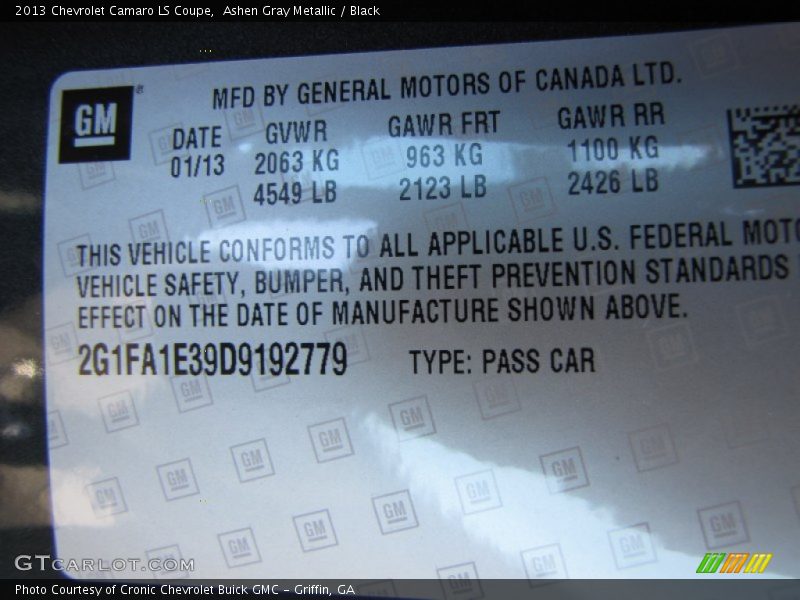 2013 Chevrolet Camaro LS Coupe, Ashen Gray Metallic / Black
GM®
MFD BY GENERAL MOTORS OF CANADA LTD.
DATE GVWR GAWR FRT GAWR RR
01/13 2063 KG 963 KG 1100 KG
4549 LB 2123 LB 2426 LB
THIS VEHICLE CONFORMS TO ALL APPLICABLE U.S. FEDERAL MOTO
VEHICLE SAFETY, BUMPER, AND THEFT PREVENTION STANDARDS
EFFECT ON THE DATE OF MANUFACTURE SHOWN ABOVE.
2G1FA1E39D9192779 TYPE: PASS CAR
GTcarlot.com
Photo Courtesy of Cronic Chevrolet Buick GMC – Griffin, GA